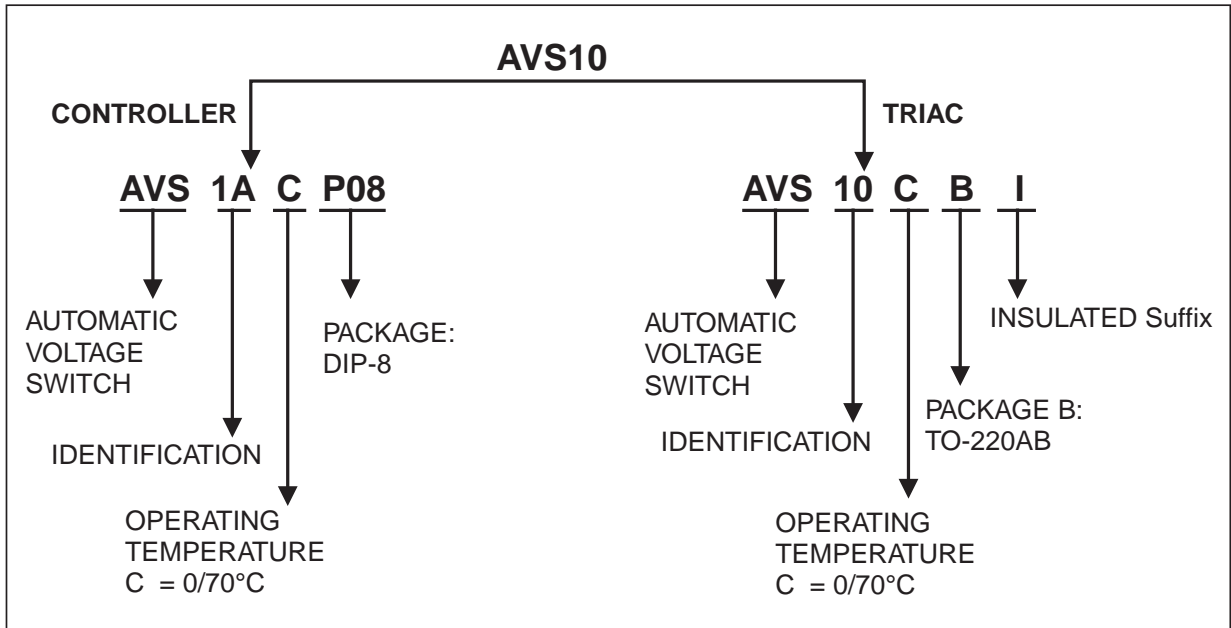 AVS10
CONTROLLER
TRIAC
AVS 1A C P08
AVS 10 C B I
AUTOMATIC
VOLTAGE
SWITCH
PACKAGE:
DIP-8
IDENTIFICATION
OPERATING
TEMPERATURE
C = 0/70°C
AUTOMATIC
VOLTAGE
SWITCH
INSULATED Suffix
PACKAGE B:
TO-220AB
IDENTIFICATION
OPERATING
TEMPERATURE
C = 0/70°C